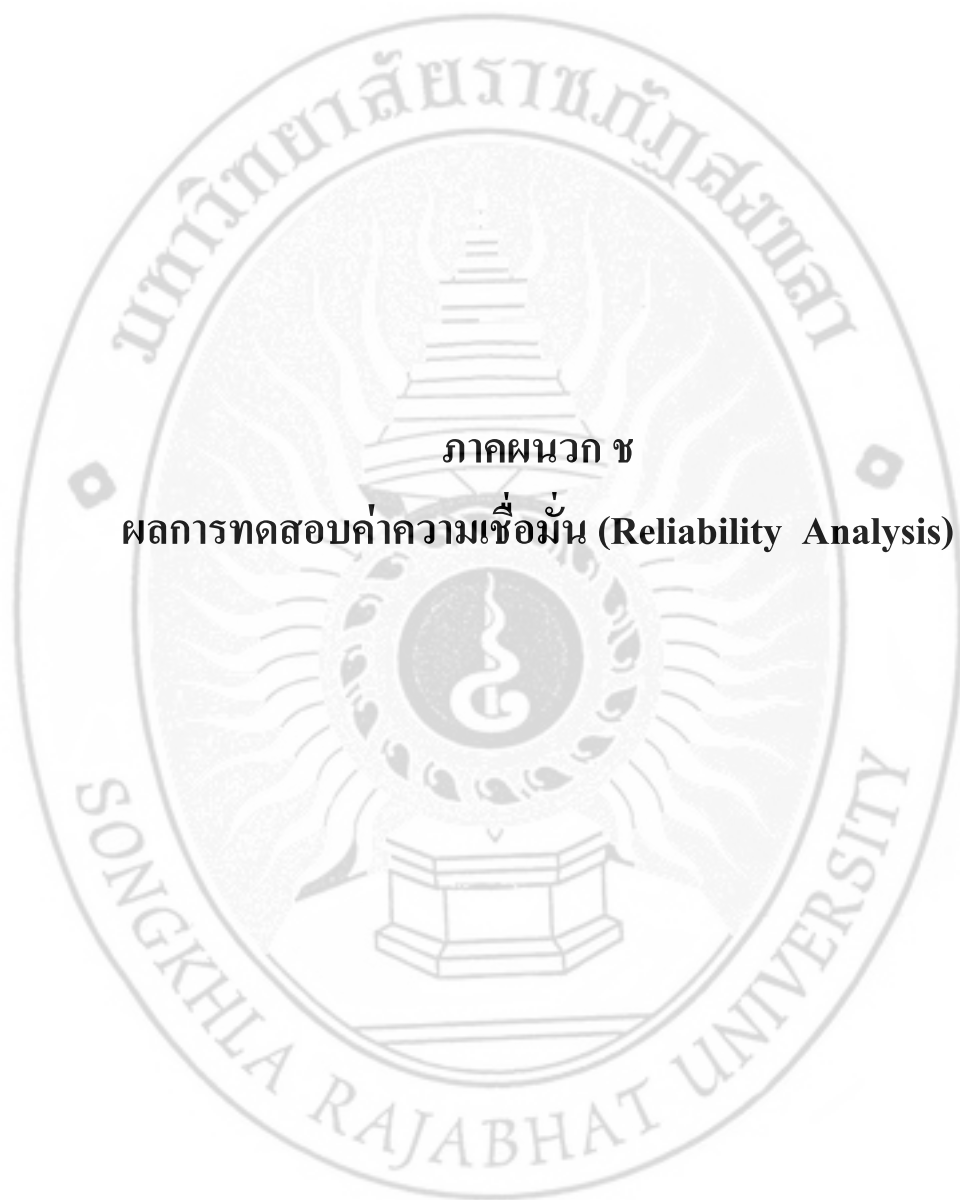 มหาวิทยาลัยราชภัฏสงขลา
ภาคผนวก ช
ผลการทดสอบค่าความเชื่อมั่น (Reliability Analysis)
SONGKHLA RAJABHAT UNIVERSITY